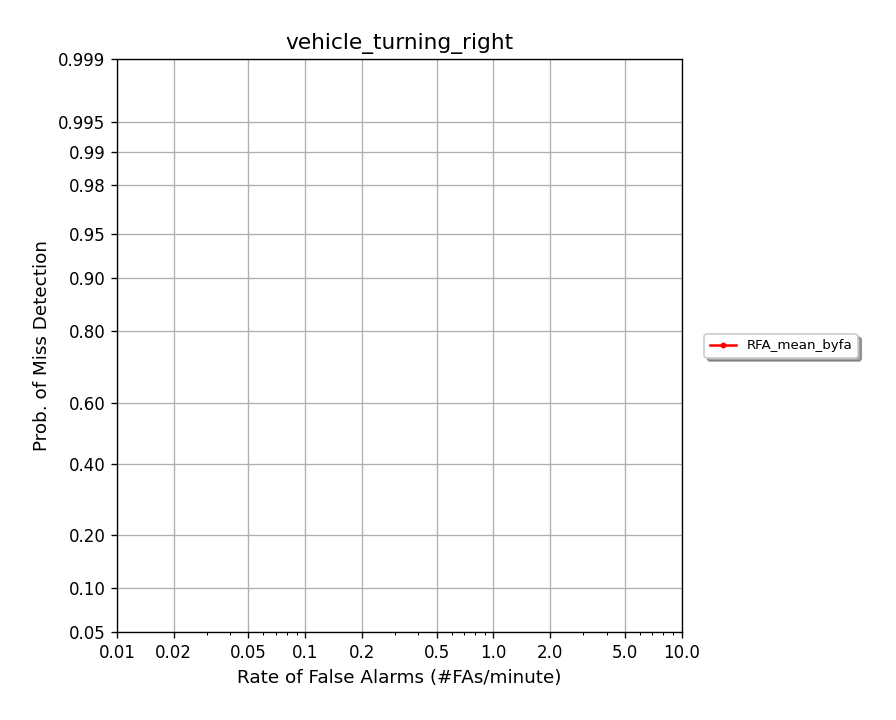 vehicle_turning_right
0.999
0.995
0.99
0.98
0.95
0.90
0.80
0.60
0.40
0.20
0.10
0.05
Prob. of Miss Detection
0.01 0.02 0.05 0.1 0.2 0.5 1.0 2.0 5.0 10.0
Rate of False Alarms (#FAs/minute)
RFA_mean_byfa